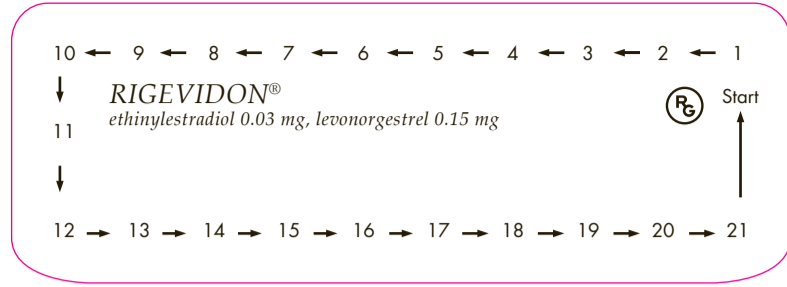 10 ← 9 ← 8 ← 7 ← 6 ← 5 ← 4 ← 3 ← 2 ← 1
RIGEVIDON®
ethinylestradiol 0.03 mg, levonorgestrel 0.15 mg
RG
Start
11
12 → 13 → 14 → 15 → 16 → 17 → 18 → 19 → 20 → 21